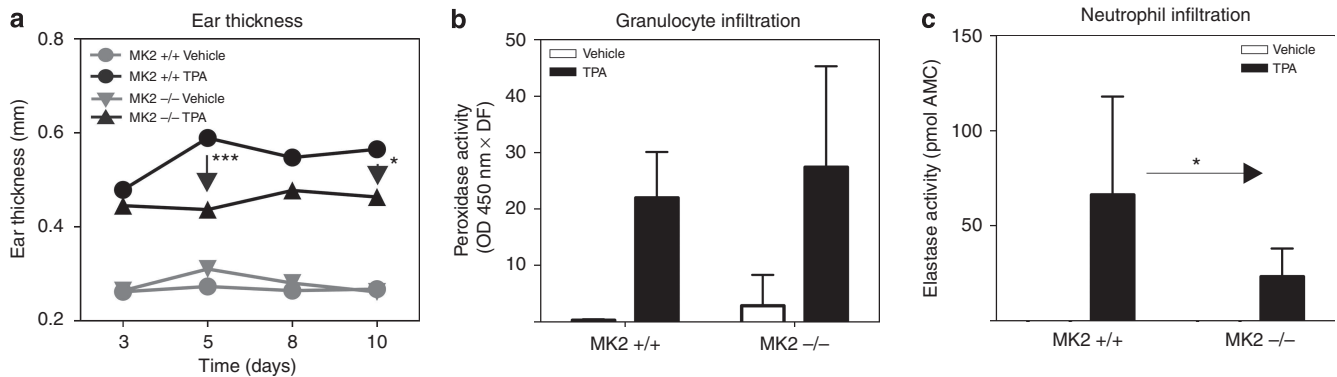 a
Ear thickness
0.8
0.6
0.4
0.2
Ear thickness (mm)
MK2 +/+ Vehicle
MK2 +/+ TPA
MK2 –/– Vehicle
MK2 –/– TPA
***
*
3 5 8 10
Time (days)
b
Granulocyte infiltration
50
40
30
20
10
Peroxidase activity
(OD 450 nm × DF)
Vehicle
TPA
MK2 +/+ MK2 –/–
c
Neutrophil infiltration
150
100
50
Elastase activity (pmol AMC)
Vehicle
TPA
*
MK2 +/+ MK2 –/–